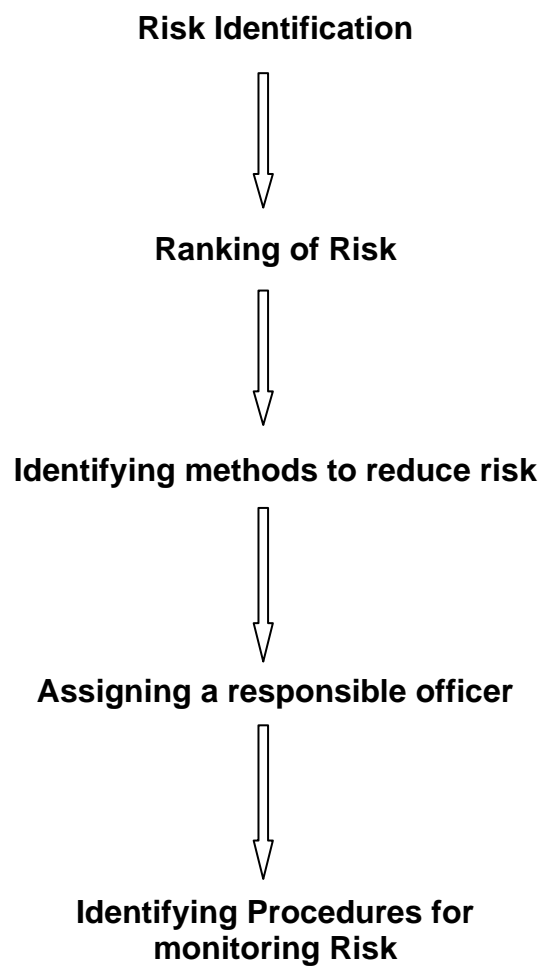 Risk Identification
Ranking of Risk
Identifying methods to reduce risk
Assigning a responsible officer
Identifying Procedures for
monitoring Risk